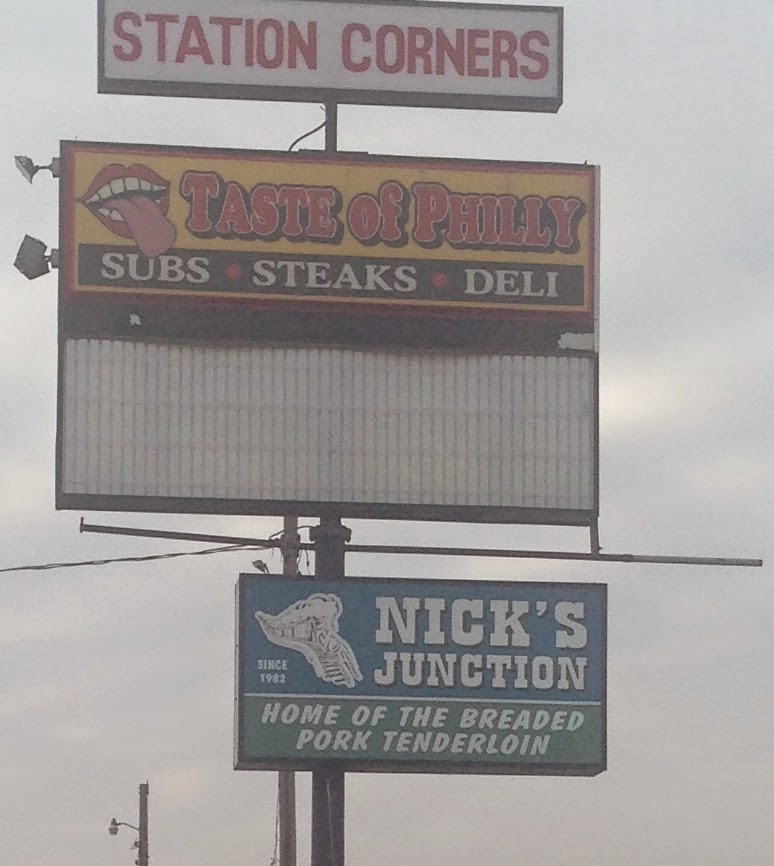 STATION CORNERS
TASTE of PHILLY
SUBS • STEAKS • DELI
NICK'S
JUNCTION
SINCE
1982
HOME OF THE BREADED
PORK TENDERLOIN